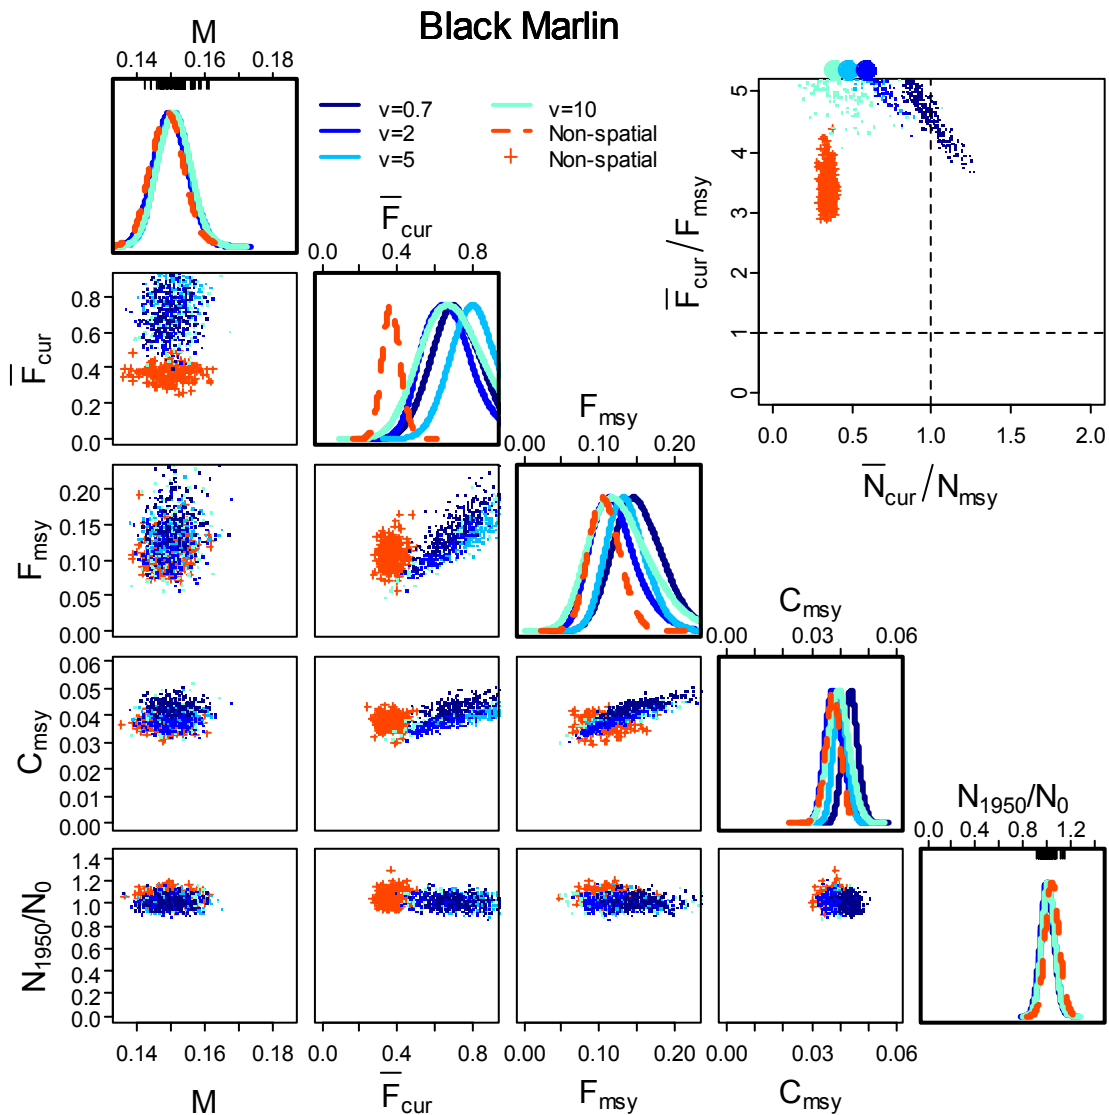 Black Marlin
M
0.14 0.16 0.18
v=0.7 v=10
v=2 Non-spatial
v=5 Non-spatial
F̅cur
0.0 0.4 0.8
F̅cur
0.8
0.6
0.4
0.2
0.0
Fmsy
0.00 0.10 0.20
F̅cur/Fmsy
5
4
3
2
1
0
0.0 0.5 1.0 1.5 2.0
N̅cur/Nmsy
Fmsy
0.20
0.15
0.10
0.05
0.00
Cmsy
0.00 0.03 0.06
Cmsy
0.06
0.05
0.04
0.03
0.02
0.01
0.00
N1950/N0
0.0 0.4 0.8 1.2
N1950/N0
1.4
1.2
1.0
0.8
0.6
0.4
0.2
0.0
0.14 0.16 0.18 0.0 0.4 0.8 0.00 0.10 0.20 0.00 0.03 0.06
M F̅cur Fmsy Cmsy